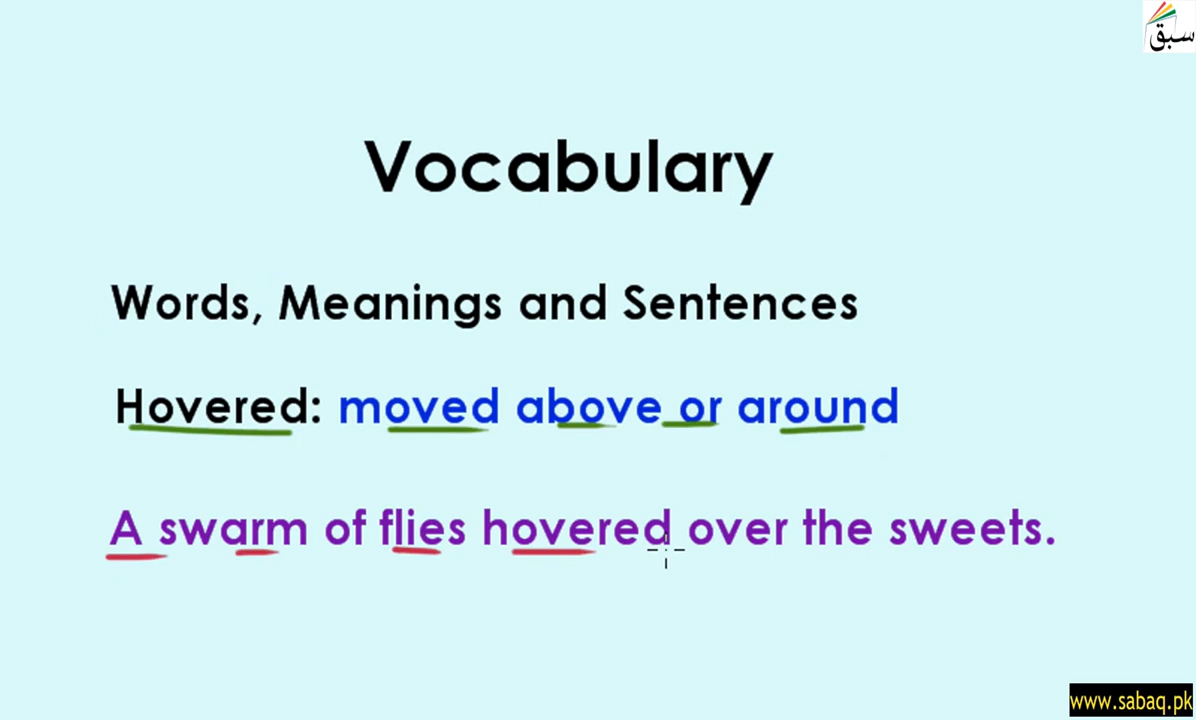 سبق
Vocabulary
Words, Meanings and Sentences
Hovered: moved above or around
A swarm of flies hovered over the sweets.
www.sabaq.pk